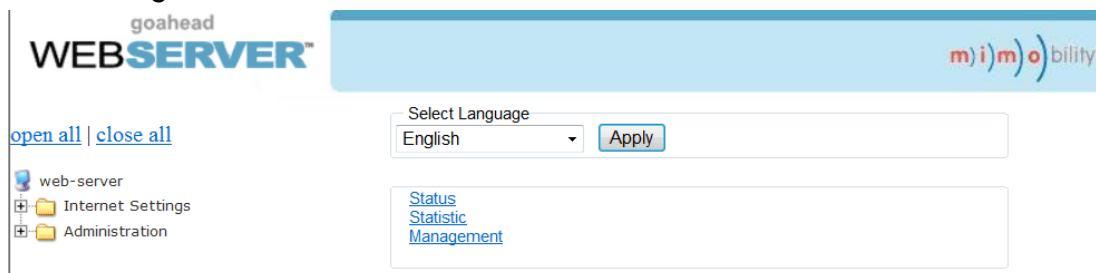 goahead
WEBSERVER™
m)i)m)o)bility
open all | close all
web-server
Internet Settings
Administration
Select Language
English
Apply
Status
Statistic
Management